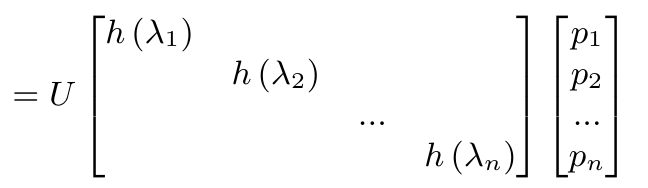 = U [ h (λ₁) ] [ p₁ ]
h (λ₂) p₂
... ...
h (λₙ) pₙ